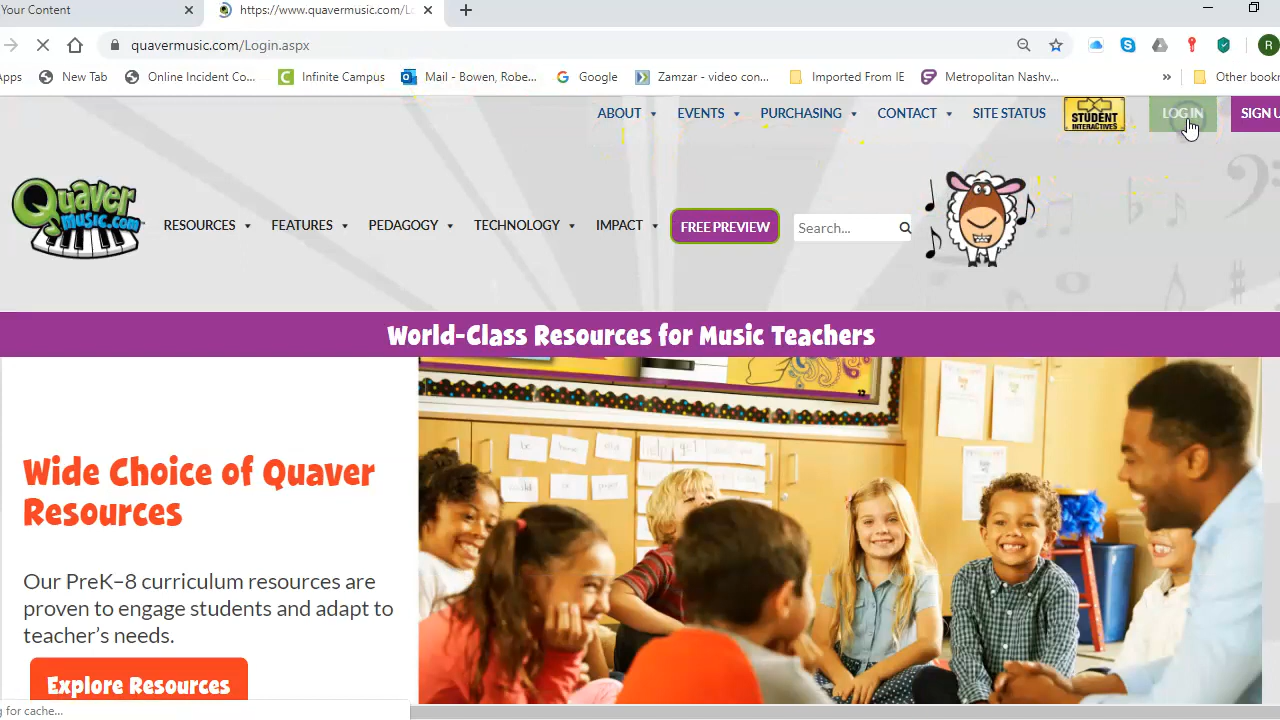 Your Content
https://www.quavermusic.com/Lo
quavermusic.com/Login.aspx
R
Apps
New Tab
Online Incident Co...
Infinite Campus
Mail - Bowen, Robe...
Google
Zamzar - video con...
Imported From IE
Metropolitan Nashv...
»
Other book
ABOUT
EVENTS
PURCHASING
CONTACT
SITE STATUS
STUDENT
INTERACTIVES
LOG IN
SIGN U
Quaver
music.com
RESOURCES
FEATURES
PEDAGOGY
TECHNOLOGY
IMPACT
FREE PREVIEW
Search...
World-Class Resources for Music Teachers
Wide Choice of Quaver
Resources
Our PreK–8 curriculum resources are
proven to engage students and adapt to
teacher's needs.
Explore Resources
g for cache...